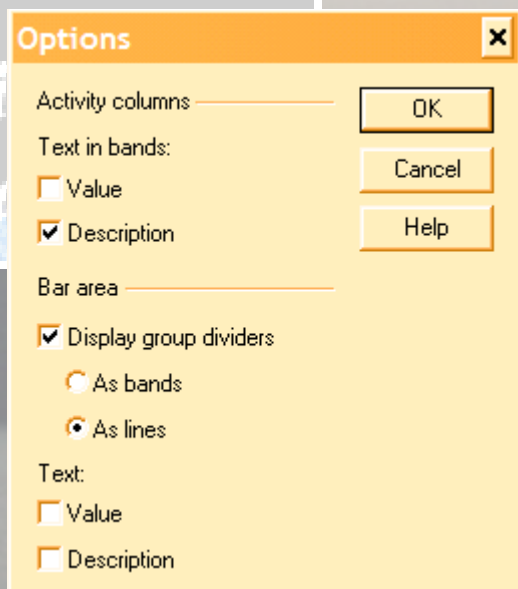 Options
Activity columns
OK
Text in bands:
Cancel
Value
Description
Help
Bar area
Display group dividers
As bands
As lines
Text:
Value
Description